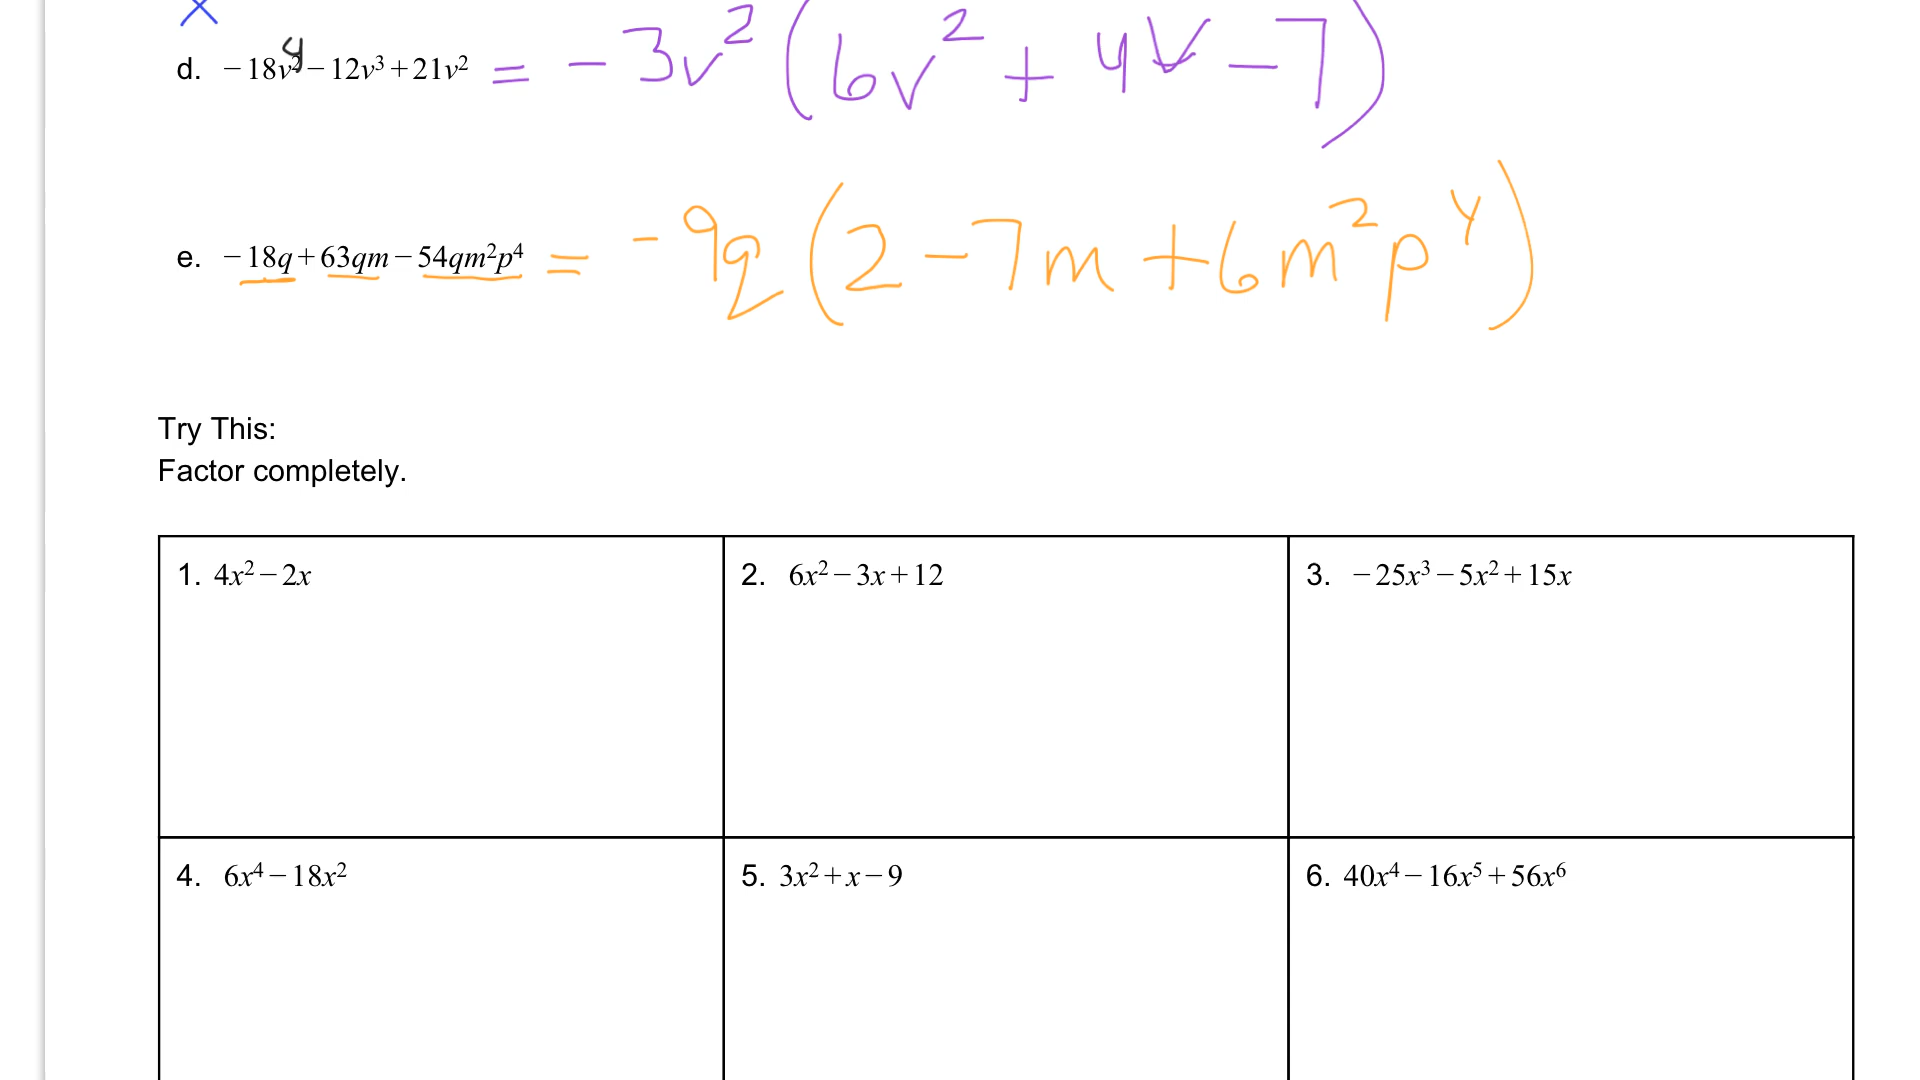 d. −18v⁴−12v³+21v² = −3v²(6v²+4v−7)
e. −18q+63qm−54qm²p⁴ = −9q(2−7m+6m²p⁴)
Try This:
Factor completely.
1. 4x²−2x
2. 6x²−3x+12
3. −25x³−5x²+15x
4. 6x⁴−18x²
5. 3x²+x−9
6. 40x⁴−16x⁵+56x⁶